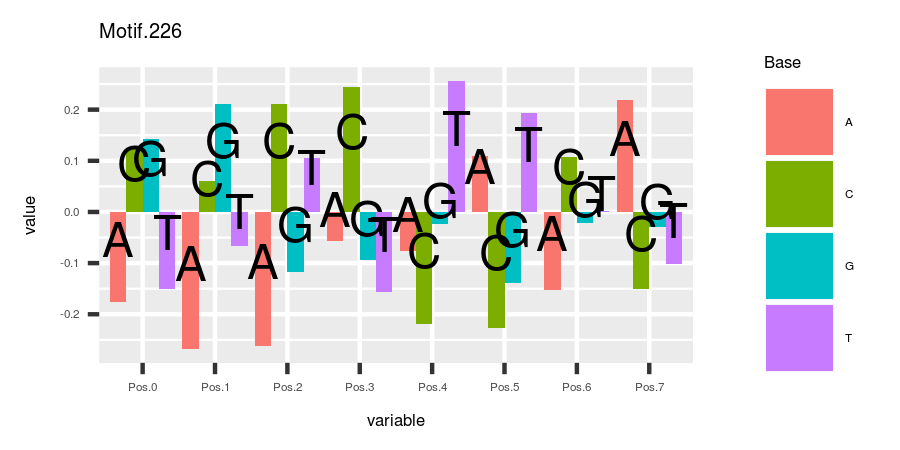 Motif.226
Base
A
C
G
T
value
0.2
0.1
0.0
-0.1
-0.2
A C G T A C G T A C G T A C G T A C G T A C G T A C G T A C G T
Pos.0 Pos.1 Pos.2 Pos.3 Pos.4 Pos.5 Pos.6 Pos.7
variable